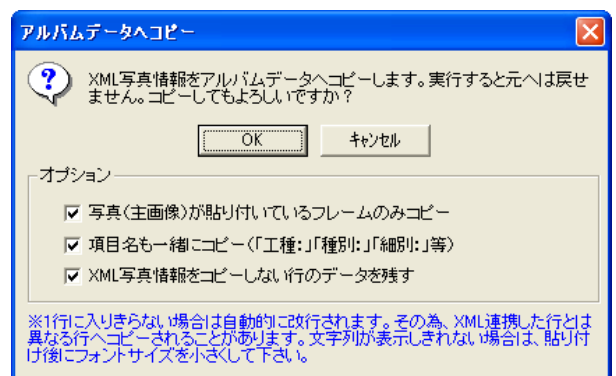 アルバムデータへコピー
XML写真情報をアルバムデータへコピーします。実行すると元へは戻せ
ません。コピーしてもよろしいですか？
OK
キャンセル
オプション
写真(主画像)が貼り付いているフレームのみコピー
項目名も一緒にコピー(「工種:」「種別:」「細別:」等)
XML写真情報をコピーしない行のデータを残す
※1行に入りきらない場合は自動的に改行されます。その為、XML連携した行とは
異なる行へコピーされることがあります。文字列が表示しきれない場合は、貼り付
け後にフォントサイズを小さくして下さい。